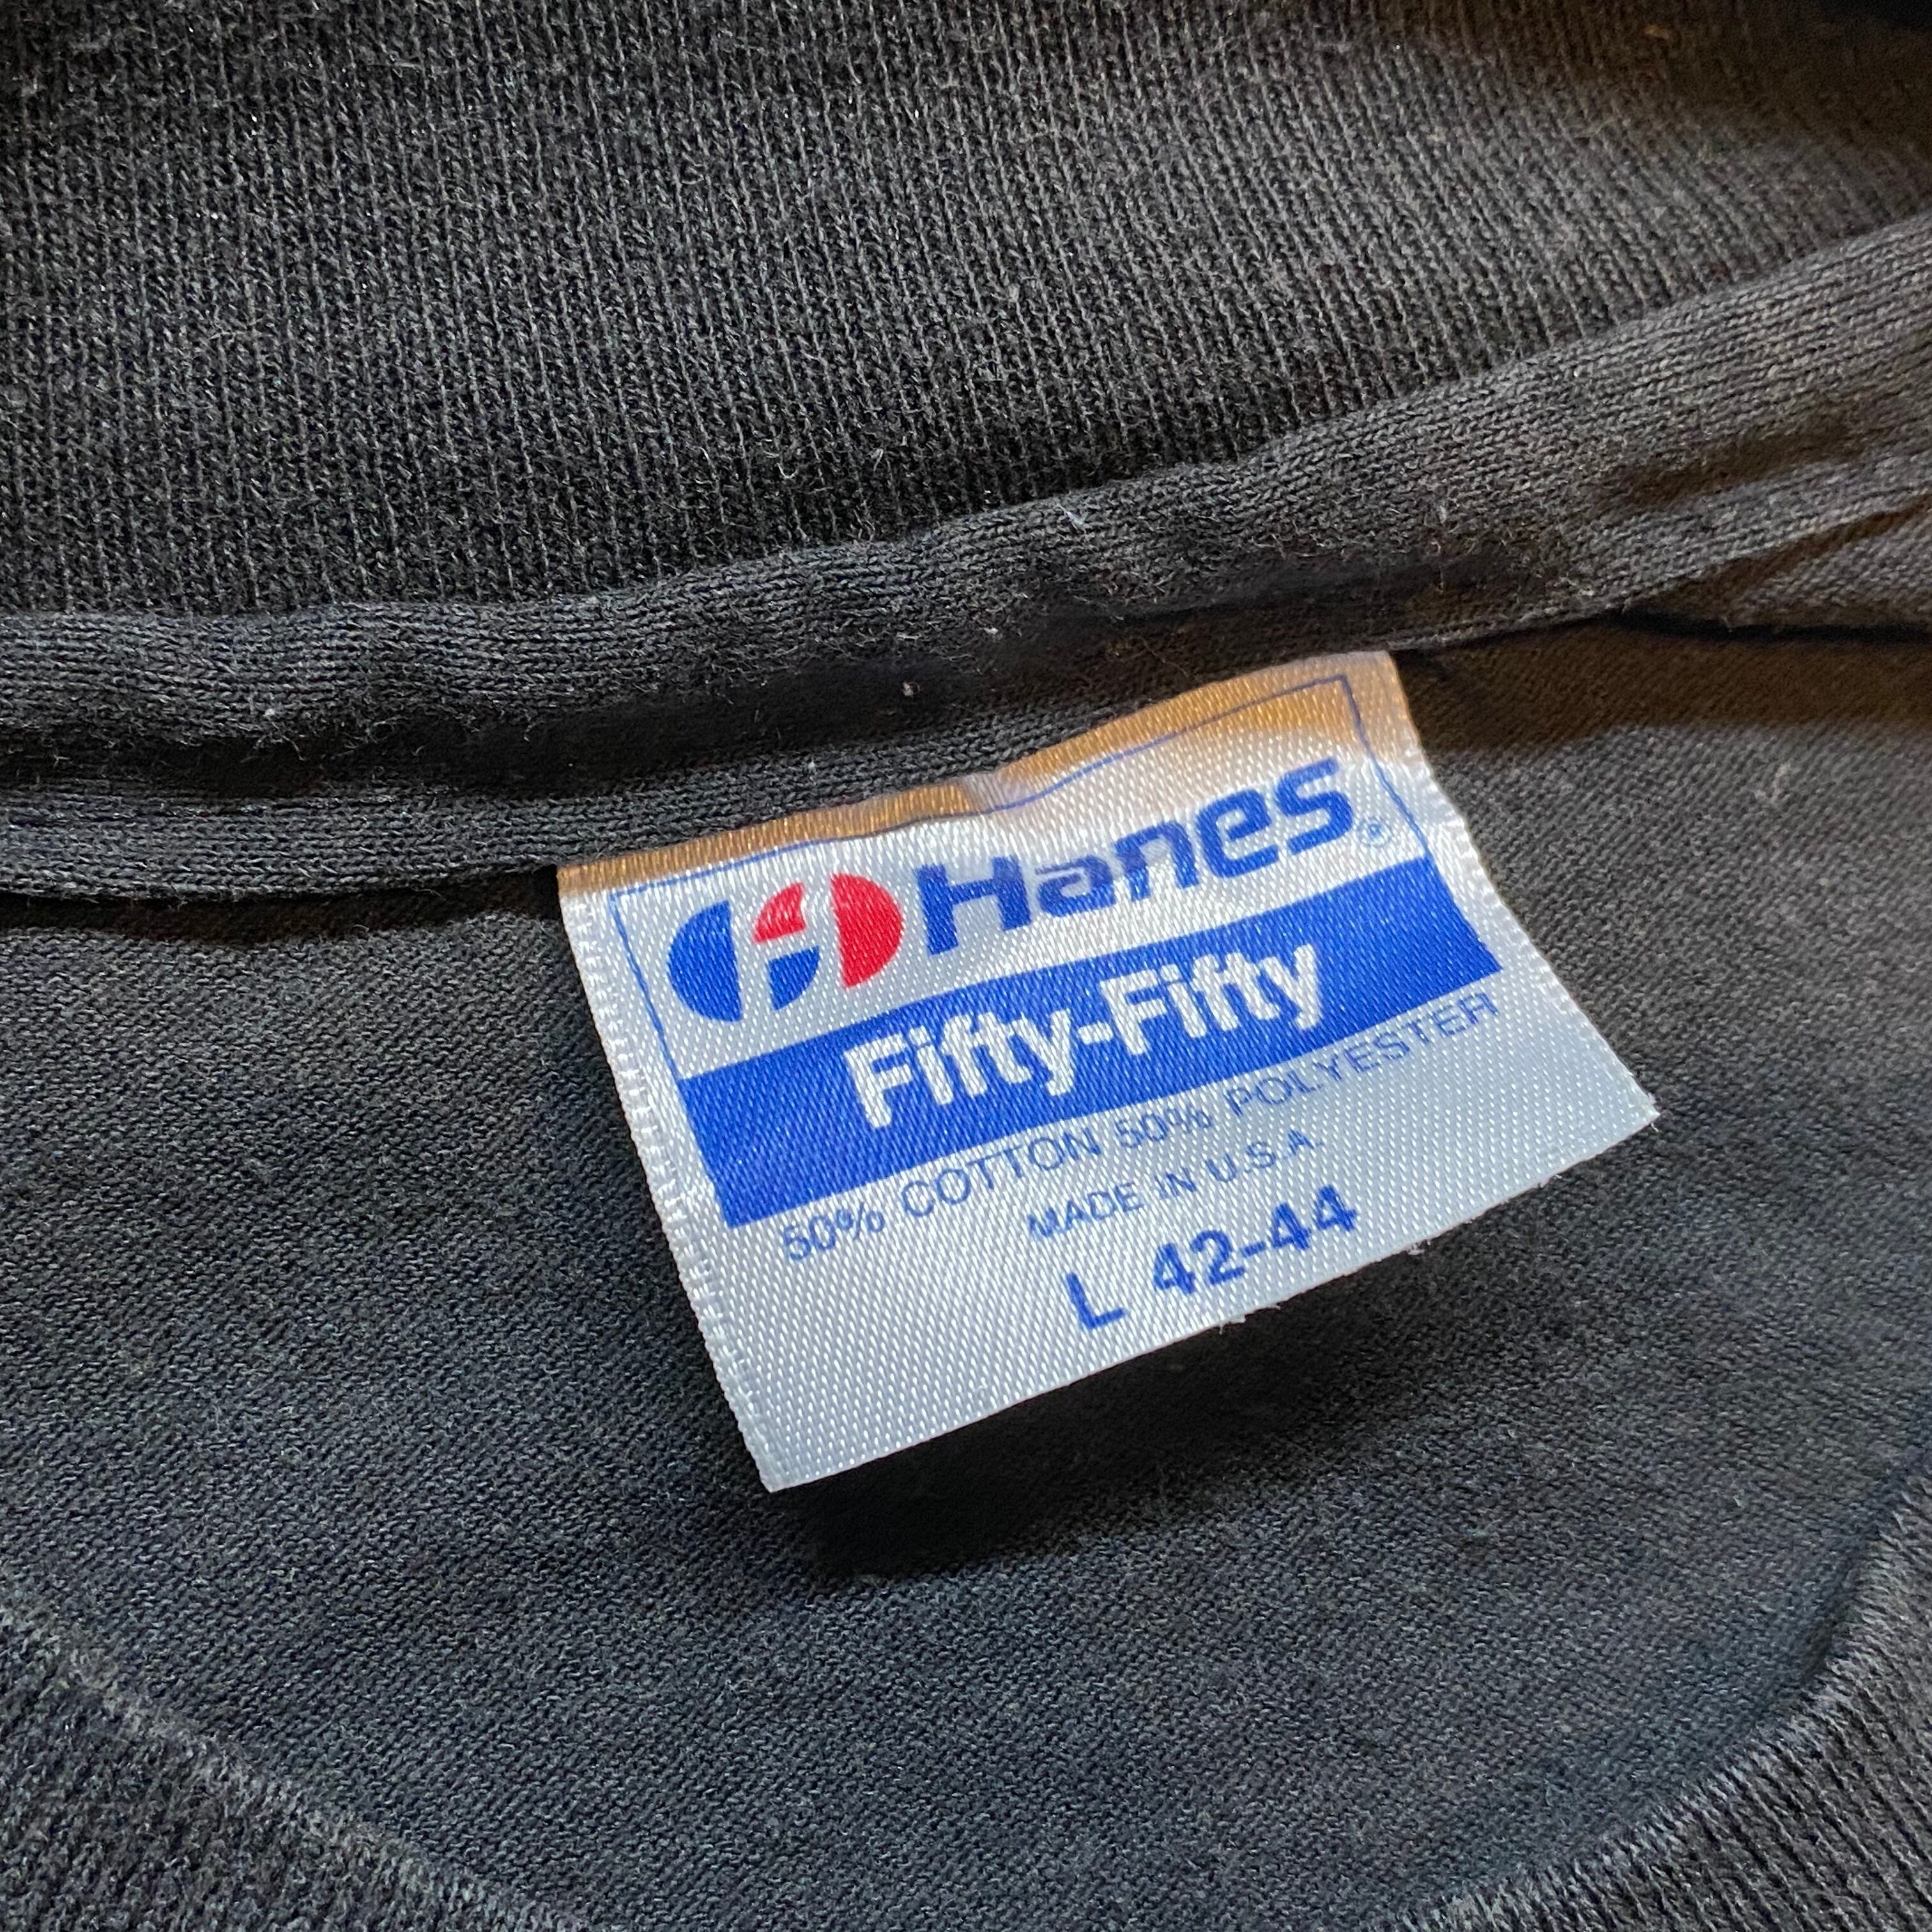 Hanes®
Fifty-Fifty
50% COTTON 50% POLYESTER
MADE IN U.S.A.
L 42-44